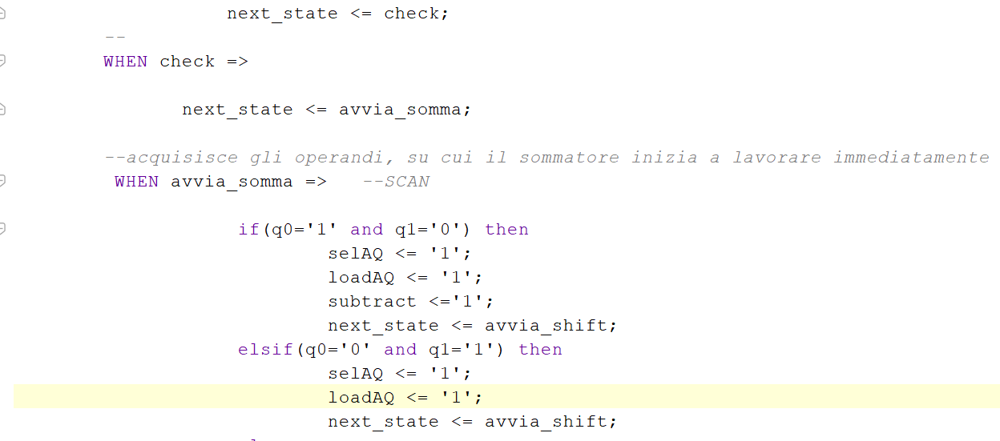 next_state <= check;
--
WHEN check =>
next_state <= avvia_somma;
--acquisisce gli operandi, su cui il sommatore inizia a lavorare immediatamente
WHEN avvia_somma => --SCAN
if(q0='1' and q1='0') then
selAQ <= '1';
loadAQ <= '1';
subtract <='1';
next_state <= avvia_shift;
elsif(q0='0' and q1='1') then
selAQ <= '1';
loadAQ <= '1';
next_state <= avvia_shift;